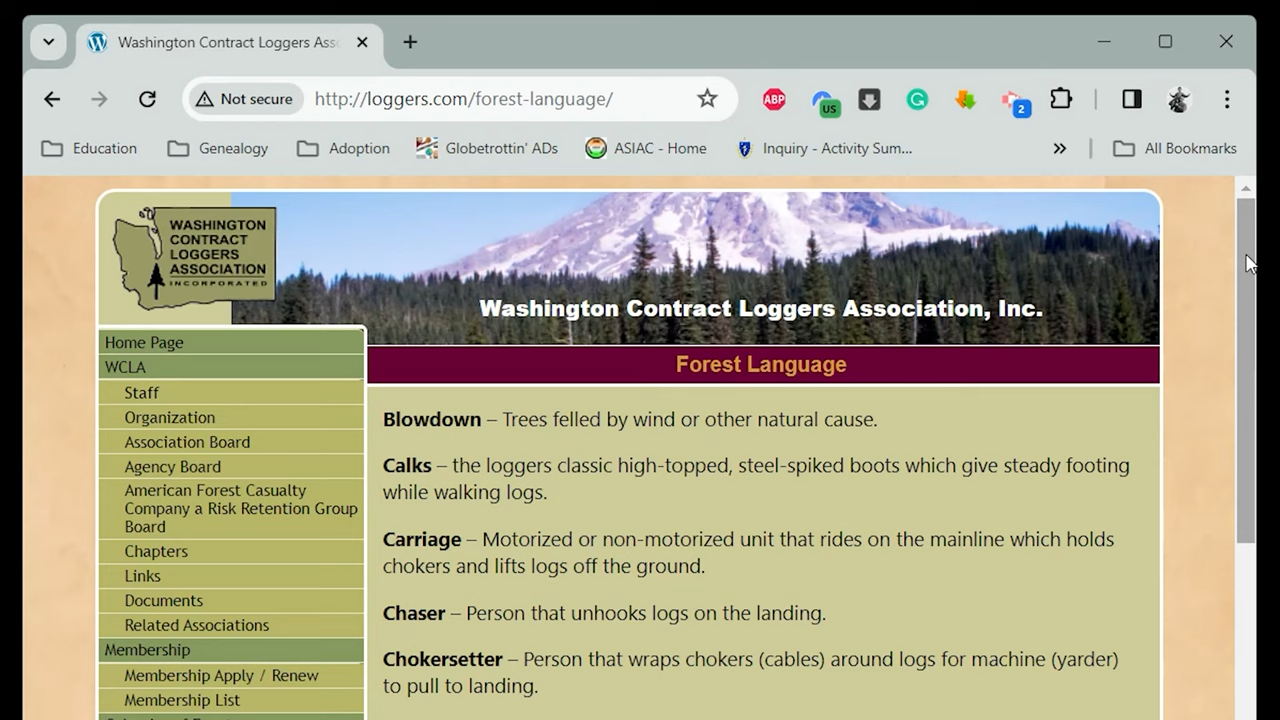 Washington Contract Loggers Ass
Not secure
http://loggers.com/forest-language/
ABP
US
2
Education
Genealogy
Adoption
Globetrottin' ADs
ASIAC - Home
Inquiry - Activity Sum...
All Bookmarks
WASHINGTON
CONTRACT
LOGGERS
ASSOCIATION
INCORPORATED
Washington Contract Loggers Association, Inc.
Forest Language
Home Page
WCLA
Staff
Organization
Association Board
Agency Board
American Forest Casualty
Company a Risk Retention Group
Board
Chapters
Links
Documents
Related Associations
Membership
Membership Apply / Renew
Membership List
Blowdown – Trees felled by wind or other natural cause.
Calks – the loggers classic high-topped, steel-spiked boots which give steady footing
while walking logs.
Carriage – Motorized or non-motorized unit that rides on the mainline which holds
chokers and lifts logs off the ground.
Chaser – Person that unhooks logs on the landing.
Chokersetter – Person that wraps chokers (cables) around logs for machine (yarder)
to pull to landing.